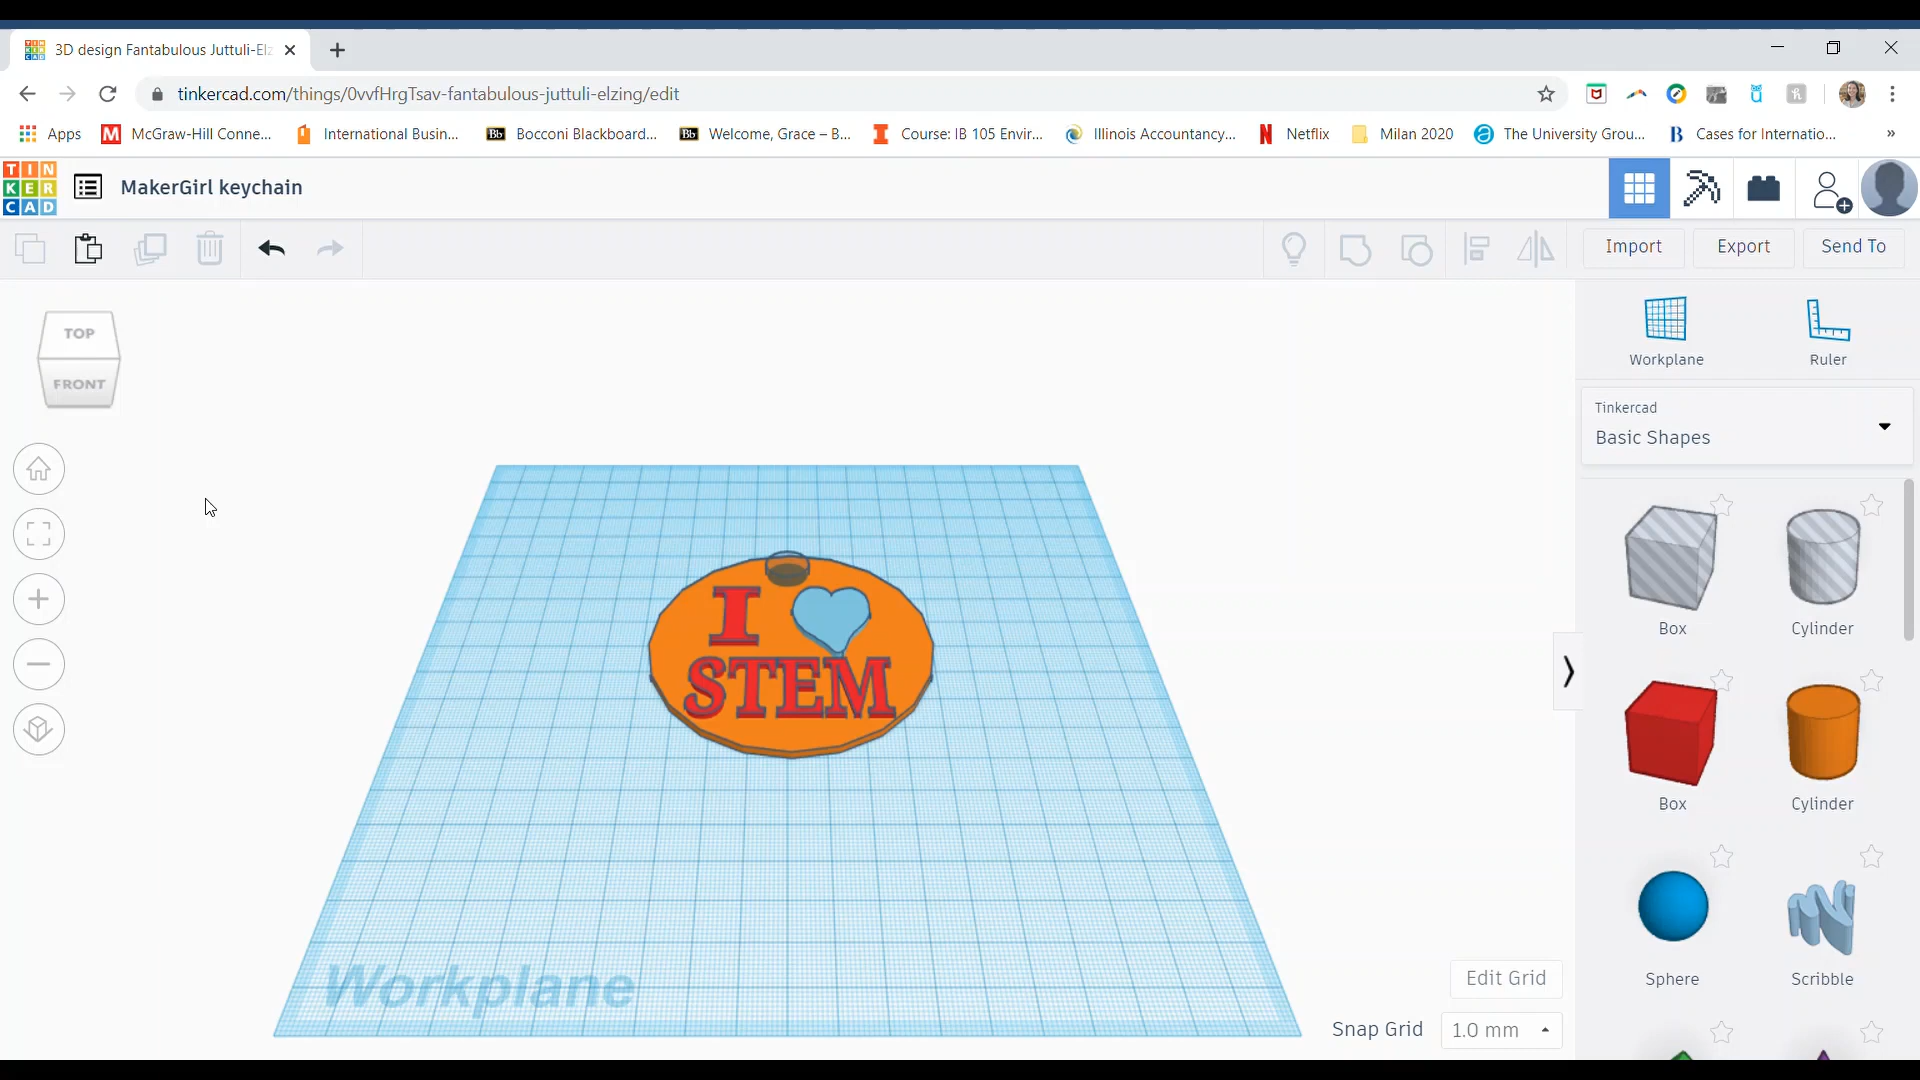 3D design Fantabulous Juttuli-Elz
tinkercad.com/things/0vvfHrgTsav-fantabulous-juttuli-elzing/edit
Apps McGraw-Hill Conne... International Busin... Bb Bocconi Blackboard... Bb Welcome, Grace – B... Course: IB 105 Envir... Illinois Accountancy... Netflix Milan 2020 The University Grou... Cases for Internatio... »
TIN
KER
CAD
MakerGirl keychain
Import Export Send To
TOP
FRONT
Workplane Ruler
Tinkercad
Basic Shapes
I
STEM
Box Cylinder
Box Cylinder
Sphere Scribble
Workplane
Edit Grid
Snap Grid 1.0 mm